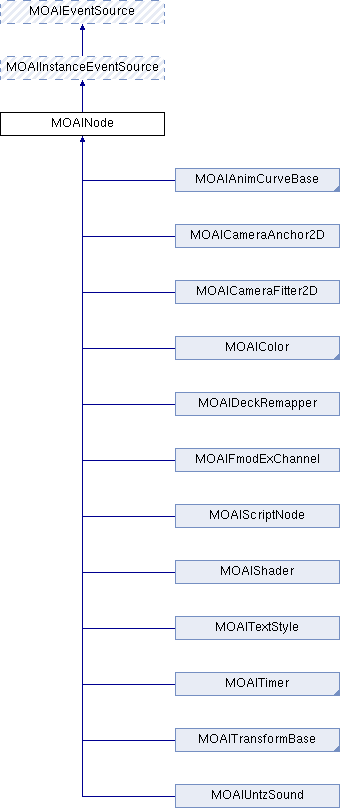 MOAIEventSource
MOAIInstanceEventSource
MOAINode
MOAIAnimCurveBase
MOAICameraAnchor2D
MOAICameraFitter2D
MOAIColor
MOAIDeckRemapper
MOAIFmodExChannel
MOAIScriptNode
MOAIShader
MOAITextStyle
MOAITimer
MOAITransformBase
MOAIUntzSound